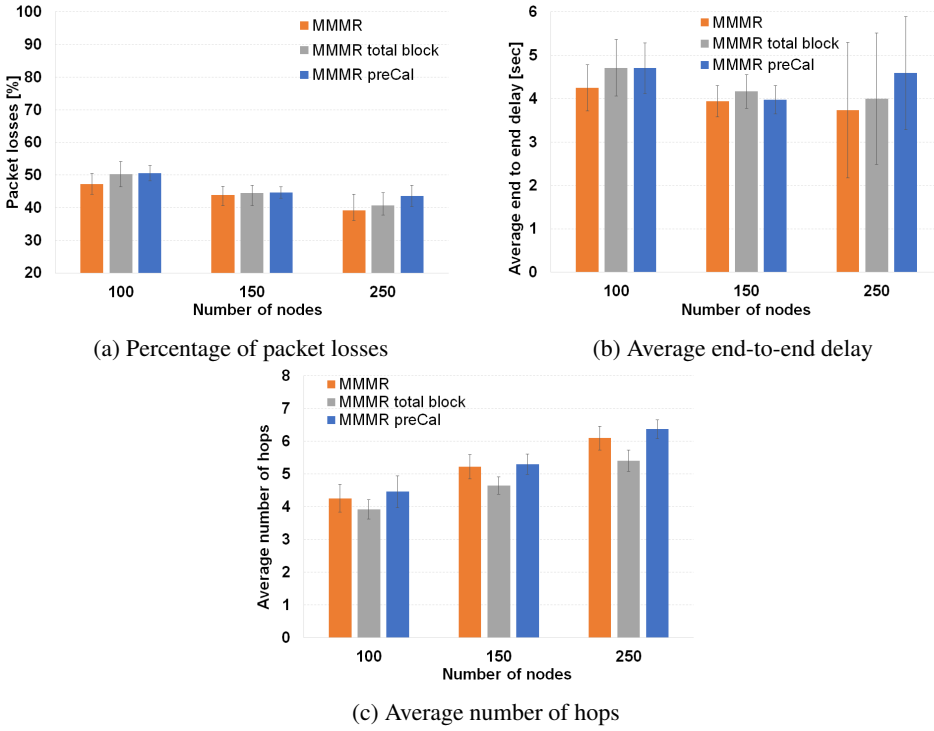 Packet losses [%]
100
90
80
70
60
50
40
30
20
MMMR
MMMR total block
MMMR preCal
100 150 250
Number of nodes
(a) Percentage of packet losses
Average end to end delay [sec]
6
5
4
3
2
1
0
MMMR
MMMR total block
MMMR preCal
100 150 250
Number of nodes
(b) Average end-to-end delay
Average number of hops
8
7
6
5
4
3
2
1
0
MMMR
MMMR total block
MMMR preCal
100 150 250
Number of nodes
(c) Average number of hops